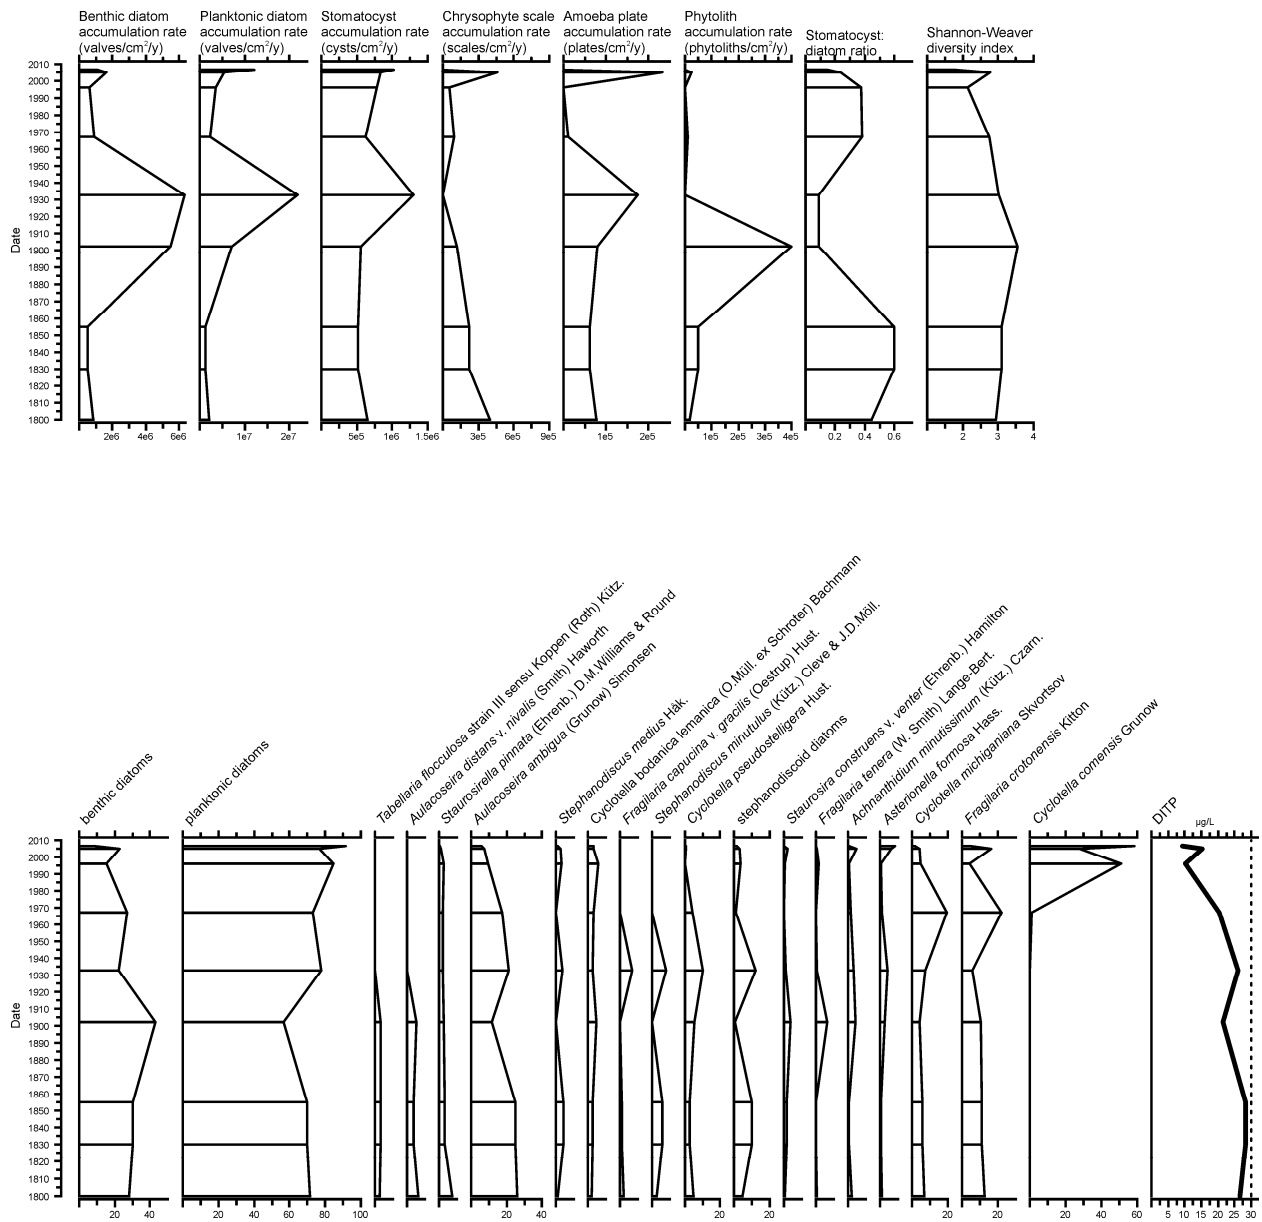 Benthic diatom
accumulation rate
(valves/cm²/y)
Planktonic diatom
accumulation rate
(valves/cm²/y)
Stomatocyst
accumulation rate
(cysts/cm²/y)
Chrysophyte scale
accumulation rate
(scales/cm²/y)
Amoeba plate
accumulation rate
(plates/cm²/y)
Phytolith
accumulation rate
(phytoliths/cm²/y)
Stomatocyst:
diatom ratio
Shannon-Weaver
diversity index
Date
2010
2000
1990
1980
1970
1960
1950
1940
1930
1920
1910
1900
1890
1880
1870
1860
1850
1840
1830
1820
1810
1800
2e6 4e6 6e6
1e7 2e7
5e5 1e6 1.5e6
3e5 6e5 9e5
1e5 2e5
1e5 2e5 3e5 4e5
0.2 0.4 0.6
2 3 4
benthic diatoms
planktonic diatoms
Tabellaria flocculosa strain III sensu Koppen (Roth) Kütz.
Aulacoseira distans v. nivalis (Smith) Haworth
Staurosirella pinnata (Ehrenb.) D.M.Williams & Round
Aulacoseira ambigua (Grunow) Simonsen
Stephanodiscus medius Håk.
Cyclotella bodanica lemanica (O.Müll. ex Schroter) Bachmann
Fragilaria capucina v. gracilis (Oestrup) Hust.
Stephanodiscus minutulus (Kütz.) Cleve & J.D.Möll.
Cyclotella pseudostelligera Hust.
stephandiscoid diatoms
Staurosira construens v. venter (Ehrenb.) Hamilton
Fragilaria tenera (W. Smith) Lange-Bert.
Achnanthidium minutissimum (Kütz.) Czarn.
Asterionella formosa Hass.
Cyclotella michiganiana Skvortsov
Fragilaria crotonensis Kitton
Cyclotella comensis Grunow
DITP
µg/L
Date
2010
2000
1990
1980
1970
1960
1950
1940
1930
1920
1910
1900
1890
1880
1870
1860
1850
1840
1830
1820
1810
1800
20 40
20 40 60 80 100
20 40
20
20
20
20
20 40 60
5 10 15 20 25 30